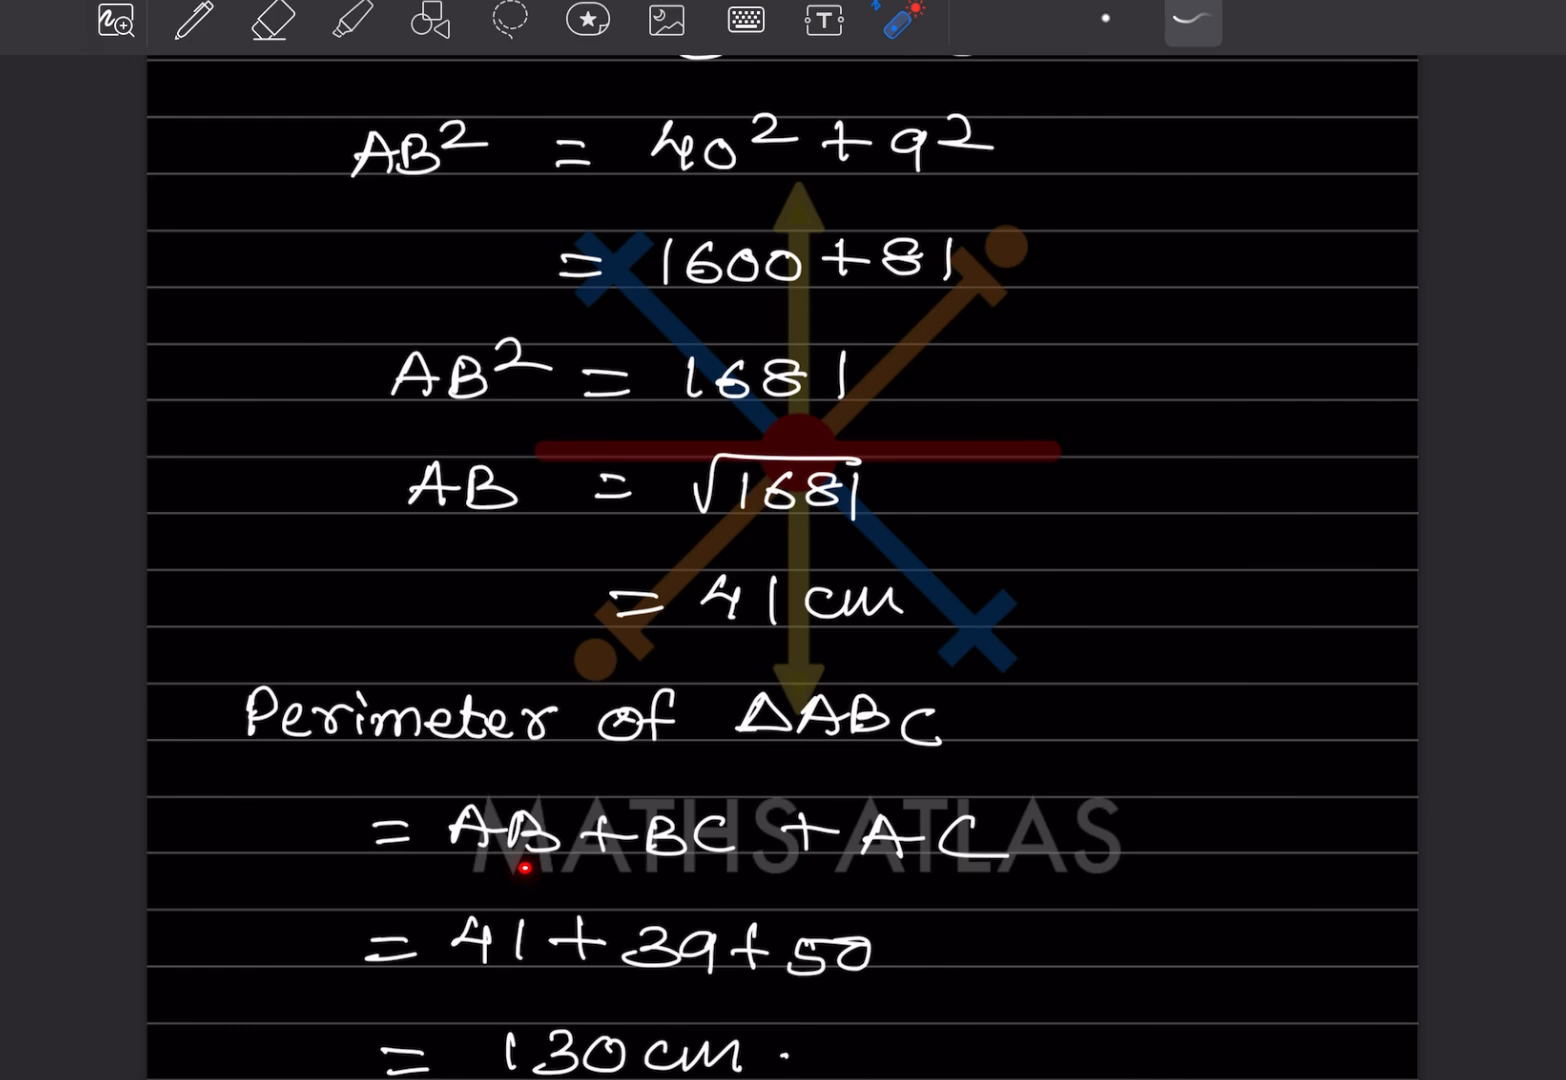 AB² = 40² + 9²
= 1600 + 81
AB² = 1681
AB = √1681
= 41 cm
Perimeter of △ABC
= AB + BC + AC
MATHS ATLAS
= 41 + 39 + 50
= 130 cm.